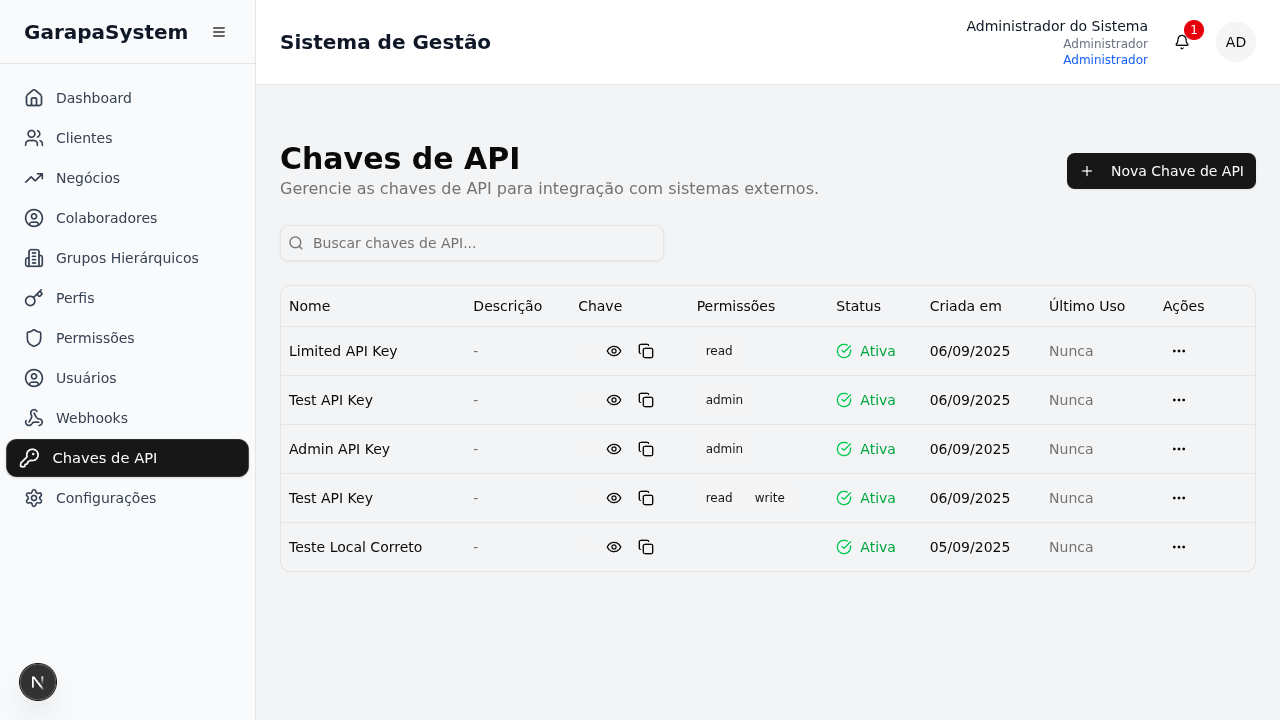 GarapaSystem
Dashboard
Clientes
Negócios
Colaboradores
Grupos Hierárquicos
Perfis
Permissões
Usuários
Webhooks
Chaves de API
Configurações
N
Sistema de Gestão
Administrador do Sistema
Administrador
Administrador
1
AD
Chaves de API
Gerencie as chaves de API para integração com sistemas externos.
Nova Chave de API
Buscar chaves de API...
Nome Descrição Chave Permissões Status Criada em Último Uso Ações
Limited API Key - read Ativa 06/09/2025 Nunca
Test API Key - admin Ativa 06/09/2025 Nunca
Admin API Key - admin Ativa 06/09/2025 Nunca
Test API Key - read write Ativa 06/09/2025 Nunca
Teste Local Correto - Ativa 05/09/2025 Nunca